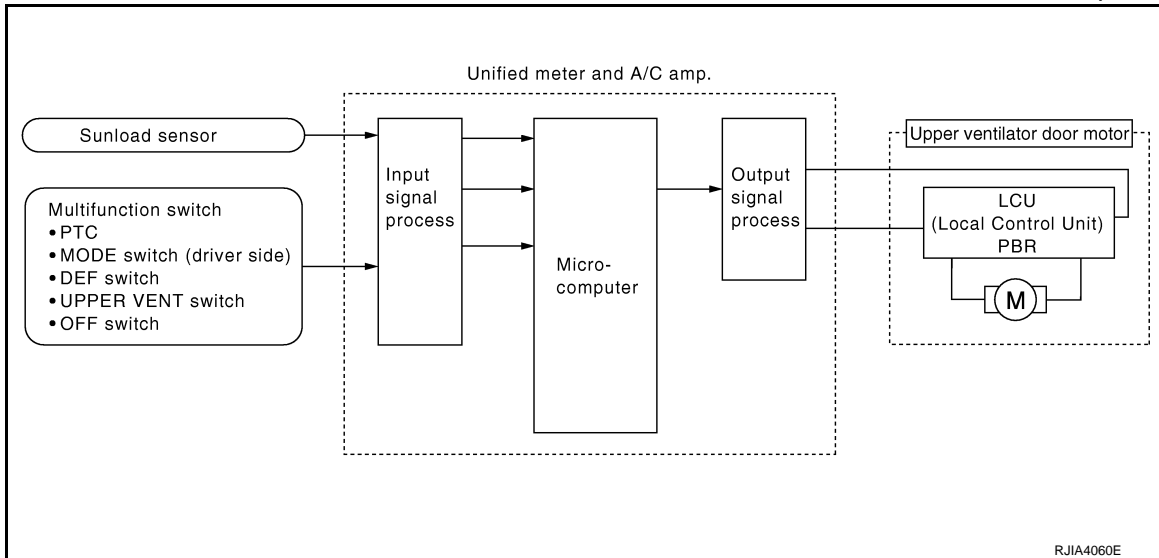 Unified meter and A/C amp.
Sunload sensor
Multifunction switch
• PTC
• MODE switch (driver side)
• DEF switch
• UPPER VENT switch
• OFF switch
Input
signal
process
Micro-
computer
Output
signal
process
Upper ventilator door motor
LCU
(Local Control Unit)
PBR
M
RJIA4060E